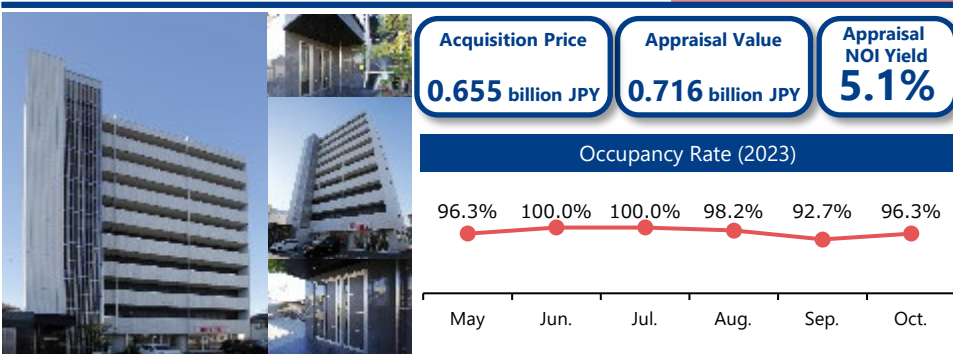 Acquisition Price
0.655 billion JPY
Appraisal Value
0.716 billion JPY
Appraisal
NOI Yield
5.1%
Occupancy Rate (2023)
96.3% 100.0% 100.0% 98.2% 92.7% 96.3%
May Jun. Jul. Aug. Sep. Oct.